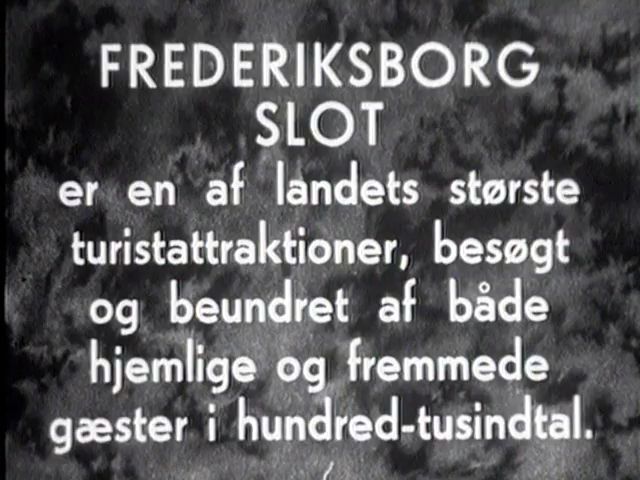 FREDERIKSBORG
SLOT
er en af landets største
turistattraktioner, besøgt
og beundret af både
hjemlige og fremmede
gæster i hundred-tusindtal.